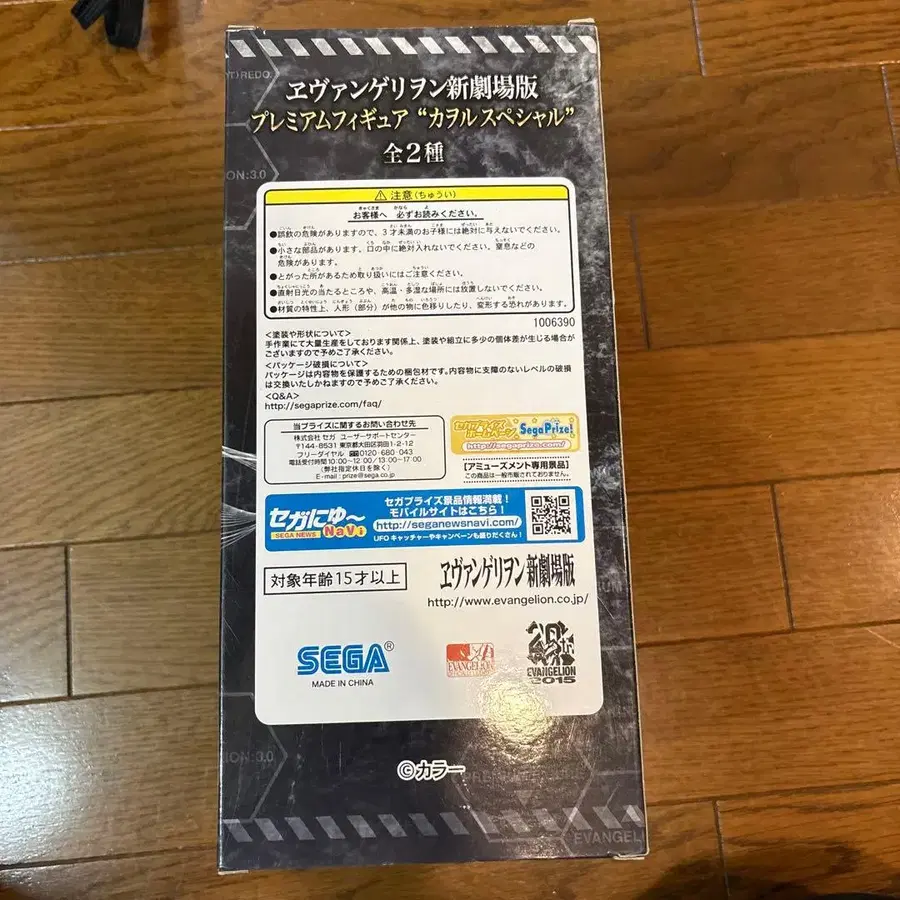 T) REDO.
ヱヴァンゲリヲン新劇場版
プレミアムフィギュア“カヲル スペシャル”
全2種
ON:3.0
⚠ 注意(ちゅうい)
お客様へ 必ずお読みください。
●誤飲の危険がありますので、3才未満のお子様には絶対に与えないでください。
●小さな部品があります、口の中に絶対入れないでください。窒息などの
危険があります。
●とがった所があるため取り扱いにはご注意ください。
●直射日光の当たるところや、高温・多湿な場所には放置しないでください。
●材質の特性上、人形(部分)が他の物に色移りしたり、変形する恐れがあります。
1006390
<塗装や形状について>
手作業にて大量生産をしております関係上、塗装や組立に多少の個体差が生じる場合が
ございますので予めご了承ください。
<パッケージ破損について>
パッケージは内容物を保護するための梱包材です。内容物に支障のないレベルの破損
は交換いたしかねますので予めご了承ください。
<Q&A>
http://segaprize.com/faq/
当プライズに関するお問い合わせ先
株式会社 セガ ユーザーサポートセンター
〒144-8531 東京都大田区羽田1-2-12
フリーダイヤル 0120-680-043
電話受付時間 10:00~12:00/13:00~17:00
(弊社指定休日を除く)
E-mail : prize@sega.co.jp
セガプライズ
ホームページ
SegaPrize!
http://segaprize.com/
【アミューズメント専用景品】
この商品は一般市販されておりません。
セガにゅ~
SEGA NEWS NaVi
セガプライズ景品情報満載!
モバイルサイトはこちら!
http://seganewsnavi.com/
UFOキャッチャーやキャンペーンも盛りだくさん!
対象年齢15才以上
ヱヴァンゲリヲン新劇場版
http://www.evangelion.co.jp/
SEGA®
MADE IN CHINA
EVANGELION
EVANGELION
2015
ION:3.0
©カラー
EVANGELI